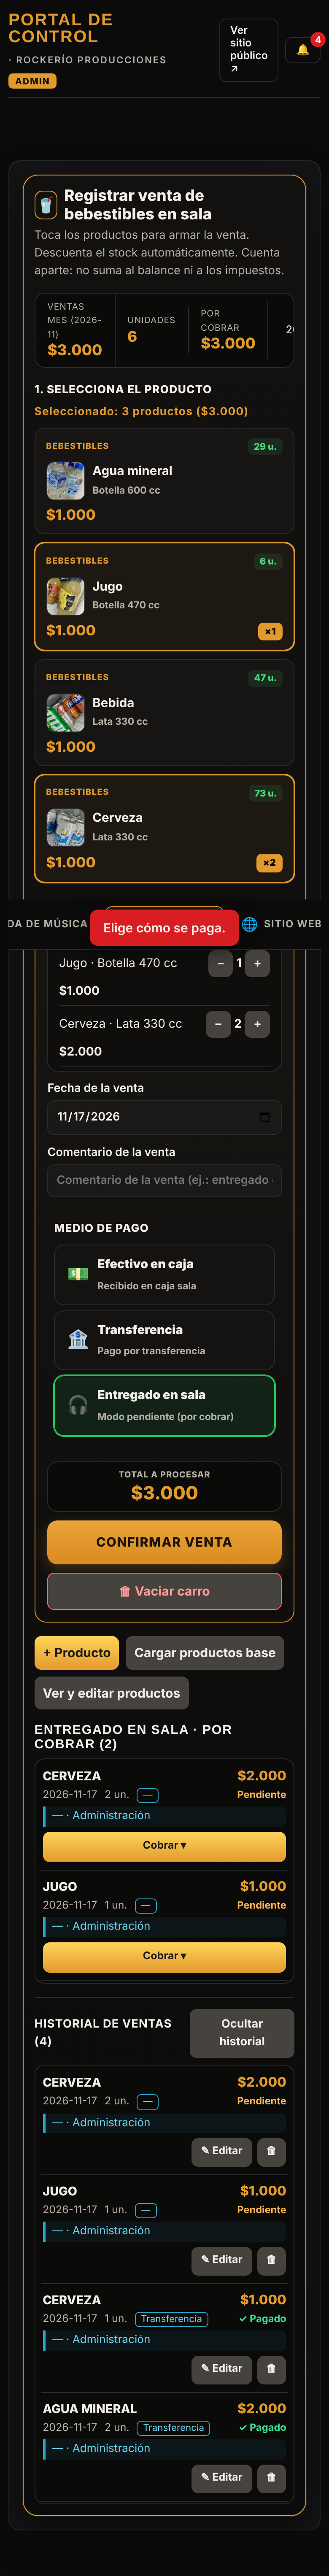 PORTAL DE
CONTROL
· ROCKERÍO PRODUCCIONES
ADMIN
Ver
sitio
público
↗
4
Registrar venta de
bebestibles en sala
Toca los productos para armar la venta.
Descuenta el stock automáticamente. Cuenta
aparte: no suma al balance ni a los impuestos.
VENTAS
MES (2026-
11)
$3.000
UNIDADES
6
POR
COBRAR
$3.000
1. SELECCIONA EL PRODUCTO
Seleccionado: 3 productos ($3.000)
BEBESTIBLES
29 u.
Agua mineral
Botella 600 cc
$1.000
BEBESTIBLES
6 u.
Jugo
Botella 470 cc
$1.000
×1
BEBESTIBLES
47 u.
Bebida
Lata 330 cc
$1.000
BEBESTIBLES
73 u.
Cerveza
Lata 330 cc
$1.000
×2
DA DE MÚSICA
Elige cómo se paga.
SITIO WEB
Jugo · Botella 470 cc
− 1 +
$1.000
Cerveza · Lata 330 cc
− 2 +
$2.000
Fecha de la venta
11/17/2026
Comentario de la venta
Comentario de la venta (ej.: entregado
MEDIO DE PAGO
Efectivo en caja
Recibido en caja sala
Transferencia
Pago por transferencia
Entregado en sala
Modo pendiente (por cobrar)
TOTAL A PROCESAR
$3.000
CONFIRMAR VENTA
Vaciar carro
+ Producto
Cargar productos base
Ver y editar productos
ENTREGADO EN SALA · POR
COBRAR (2)
CERVEZA
$2.000
2026-11-17 2 un. —
Pendiente
— · Administración
Cobrar ▾
JUGO
$1.000
2026-11-17 1 un. —
Pendiente
— · Administración
Cobrar ▾
HISTORIAL DE VENTAS
(4)
Ocultar
historial
CERVEZA
$2.000
2026-11-17 2 un. —
Pendiente
— · Administración
✎ Editar
JUGO
$1.000
2026-11-17 1 un. —
Pendiente
— · Administración
✎ Editar
CERVEZA
$1.000
2026-11-17 1 un. Transferencia
✓ Pagado
— · Administración
✎ Editar
AGUA MINERAL
$2.000
2026-11-17 2 un. Transferencia
✓ Pagado
— · Administración
✎ Editar